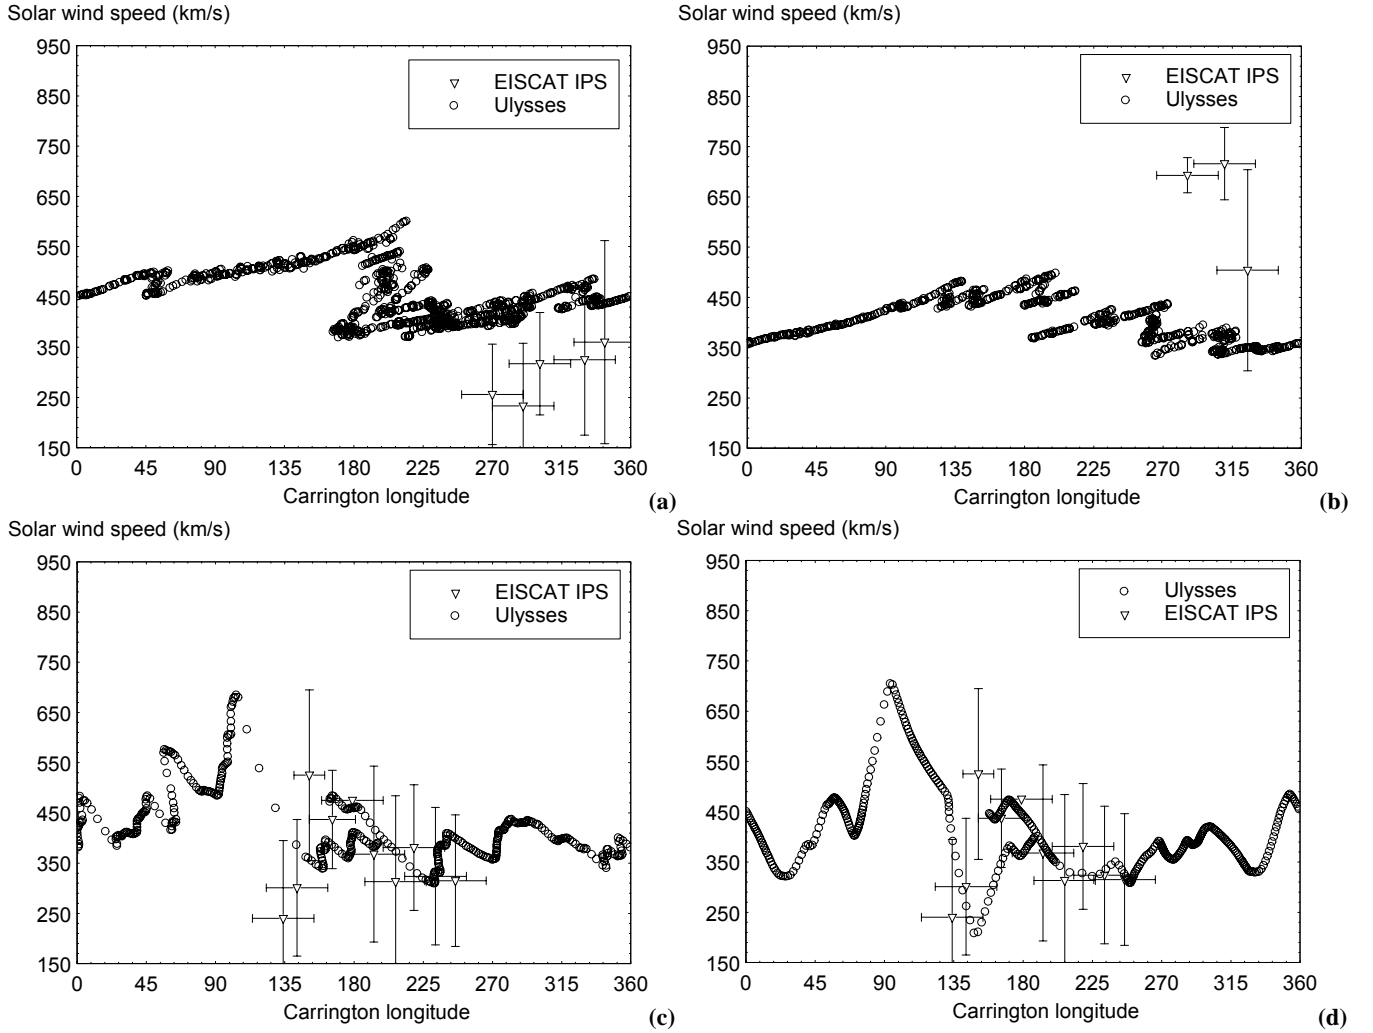 Solar wind speed (km/s)
950
850
750
650
550
450
350
250
150
EISCAT IPS
Ulysses
0 45 90 135 180 225 270 315 360
Carrington longitude
(a)
Solar wind speed (km/s)
950
850
750
650
550
450
350
250
150
EISCAT IPS
Ulysses
0 45 90 135 180 225 270 315 360
Carrington longitude
(b)
Solar wind speed (km/s)
950
850
750
650
550
450
350
250
150
EISCAT IPS
Ulysses
0 45 90 135 180 225 270 315 360
Carrington longitude
(c)
Solar wind speed (km/s)
950
850
750
650
550
450
350
250
150
Ulysses
EISCAT IPS
0 45 90 135 180 225 270 315 360
Carrington longitude
(d)